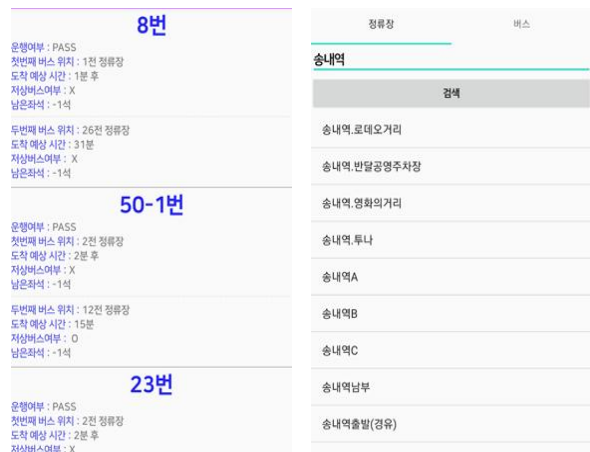 8번
운행여부 : PASS
첫번째 버스 위치 : 1전 정류장
도착 예상 시간 : 1분 후
저상버스여부 : X
남은좌석 : -1석
두번째 버스 위치 : 26전 정류장
도착 예상 시간 : 31분
저상버스여부 : X
남은좌석 : -1석
50-1번
운행여부 : PASS
첫번째 버스 위치 : 2전 정류장
도착 예상 시간 : 2분 후
저상버스여부 : X
남은좌석 : -1석
두번째 버스 위치 : 12전 정류장
도착 예상 시간 : 15분
저상버스여부 : O
남은좌석 : -1석
23번
운행여부 : PASS
첫번째 버스 위치 : 2전 정류장
도착 예상 시간 : 2분 후
저상버스여부 : X
정류장 버스
송내역
검색
송내역.로데오거리
송내역.반달공영주차장
송내역.영화의거리
송내역.투나
송내역A
송내역B
송내역C
송내역남부
송내역출발(경유)